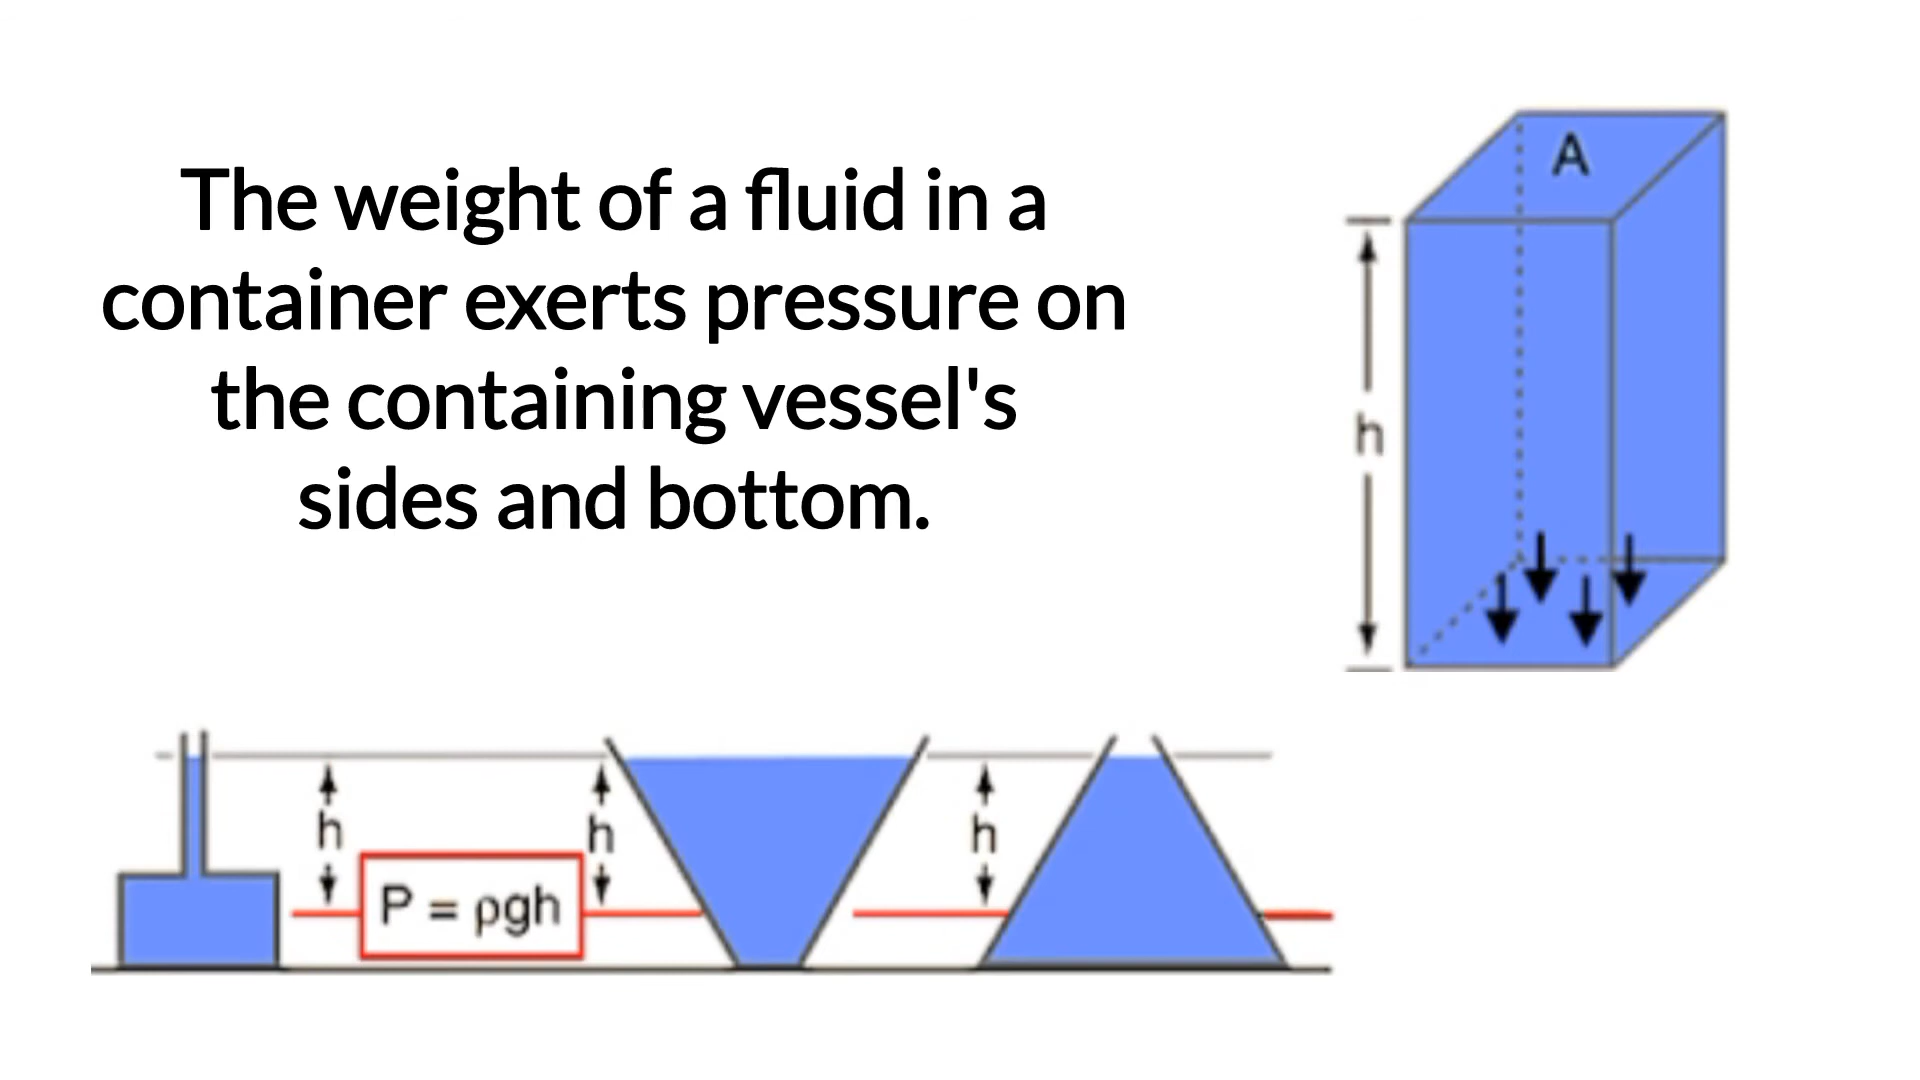 The weight of a fluid in a
container exerts pressure on
the containing vessel's
sides and bottom.
A
h
h
h
h
P = ρgh